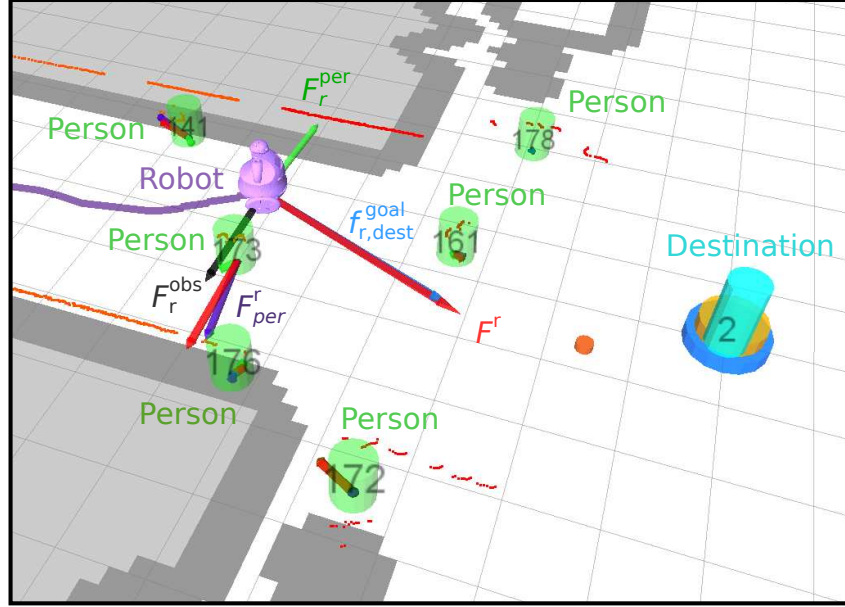 F_r^per
Person
178
Person
141
Robot
Person
161
f_r,dest^goal
Person
173
Destination
F_r^obs
F_per^r
F^r
2
176
Person
Person
172